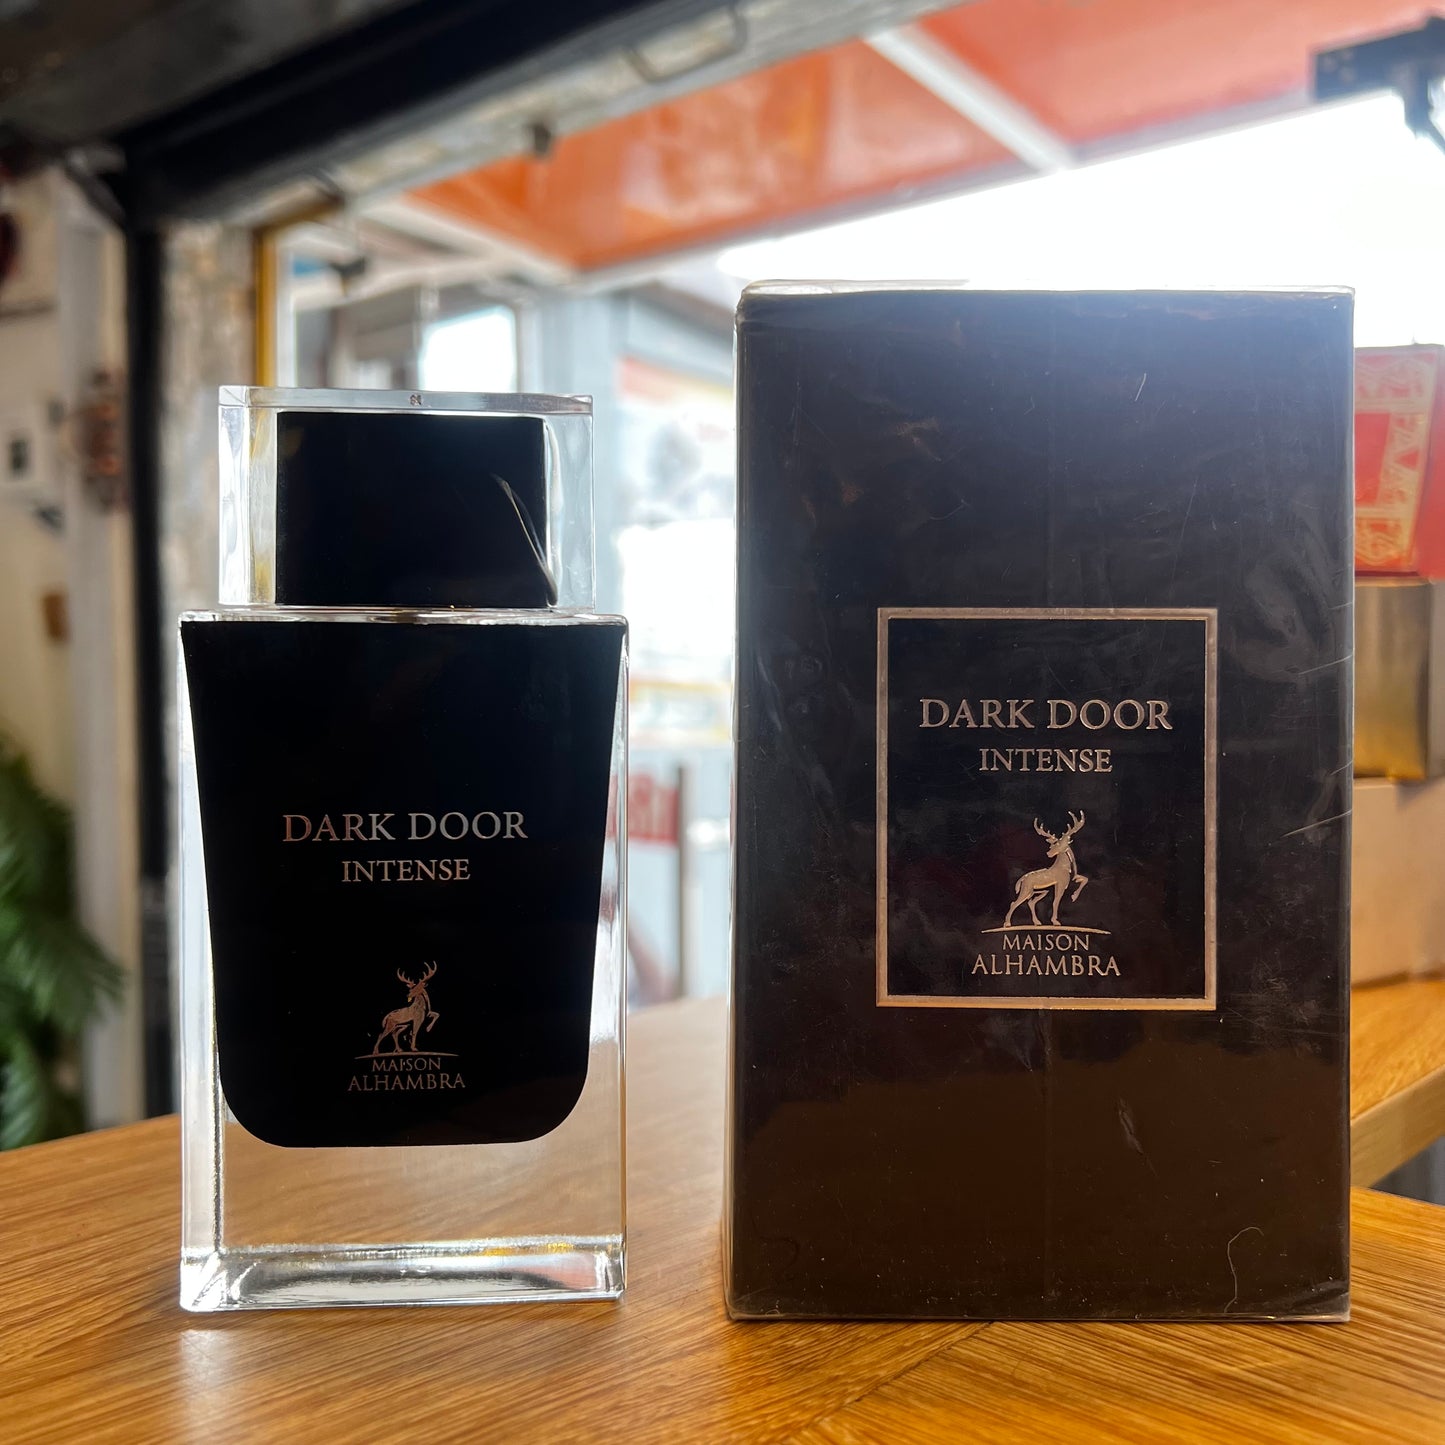 DARK DOOR
INTENSE
MAISON
ALHAMBRA
DARK DOOR
INTENSE
MAISON
ALHAMBRA